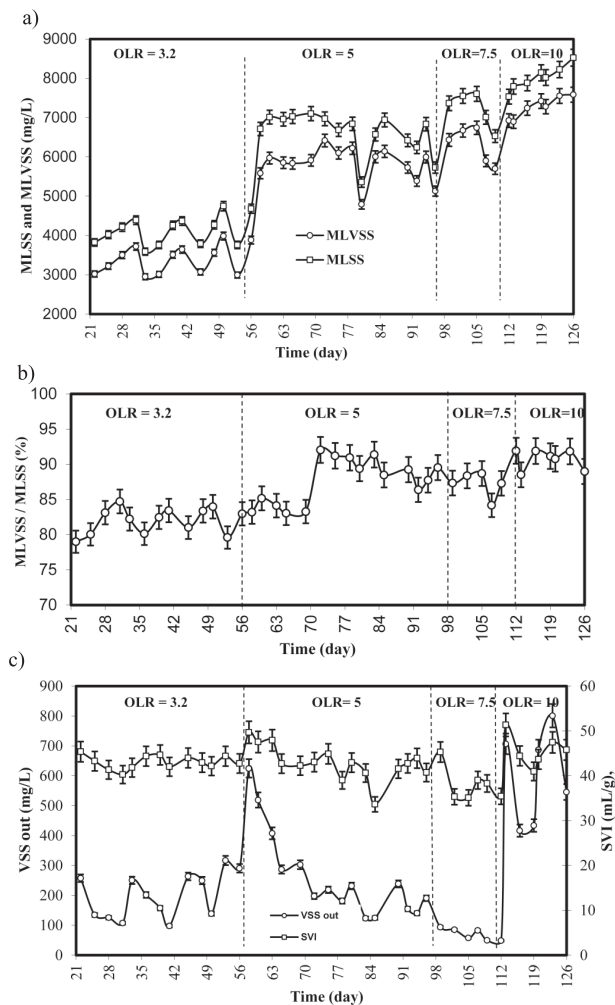 a)
9000
8000
7000
6000
5000
4000
3000
2000
MLSS and MLVSS (mg/L)
OLR = 3.2
OLR = 5
OLR=7.5
OLR=10
MLVSS
MLSS
21 28 35 42 49 56 63 70 77 84 91 98 105 112 119 126
Time (day)
b)
100
95
90
85
80
75
70
MLVSS / MLSS (%)
OLR = 3.2
OLR = 5
OLR=7.5
OLR=10
21 28 35 42 49 56 63 70 77 84 91 98 105 112 119 126
Time (day)
c)
900
800
700
600
500
400
300
200
100
0
VSS out (mg/L)
OLR = 3.2
OLR= 5
OLR = 7.5
OLR= 10
VSS out
SVI
60
50
40
30
20
10
0
SVI (mL/g),
21 28 35 42 49 56 63 70 77 84 91 98 105 112 119 126
Time (day)